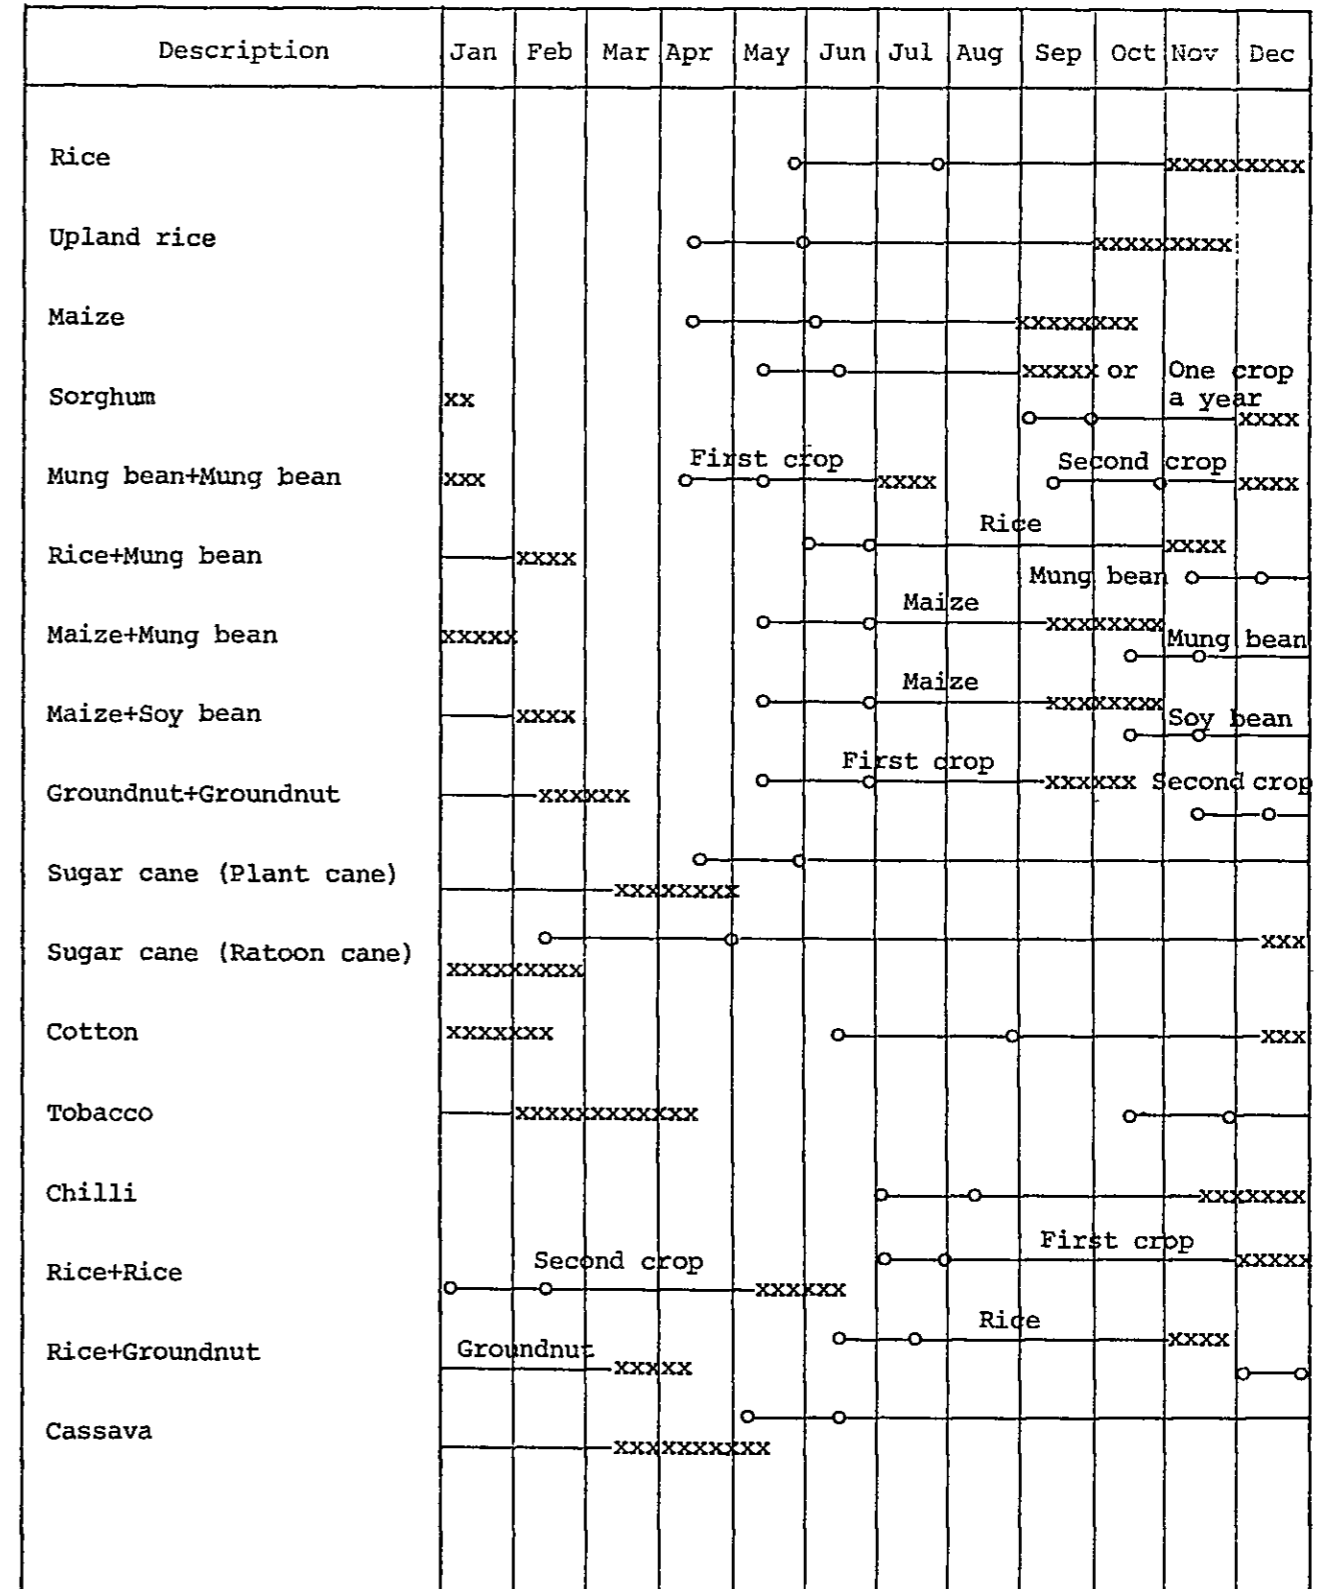 Description Jan Feb Mar Apr May Jun Jul Aug Sep Oct Nov Dec
Rice xxxxxxxxx
Upland rice xxxxxxxxx
Maize xxxxxxxx
xxxxx or One crop
Sorghum xx a year
xxxx
First crop Second crop
Mung bean+Mung bean xxx xxxx xxxx
Rice
Rice+Mung bean xxxx xxxx
Mung bean
Maize
Maize+Mung bean xxxxx xxxxxxxx
Mung bean
Maize
Maize+Soy bean xxxx xxxxxxxx
Soy bean
First crop
Groundnut+Groundnut xxxxxx xxxxxx Second crop
Sugar cane (Plant cane)
xxxxxxxx
Sugar cane (Ratoon cane) xxx
xxxxxxxxx
Cotton xxxxxxx xxx
Tobacco xxxxxxxxxxxx
Chilli xxxxxxx
First crop
Second crop
Rice+Rice xxxxx
xxxxxx
Rice
Rice+Groundnut Groundnut xxxx
xxxxx
Cassava
xxxxxxxxxx